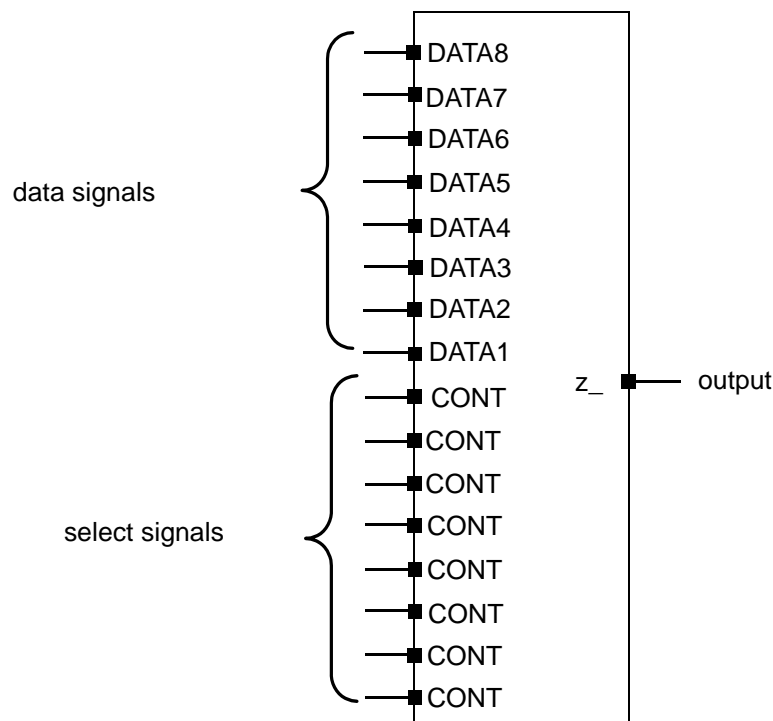 DATA8
DATA7
DATA6
data signals
DATA5
DATA4
DATA3
DATA2
DATA1
z_
output
CONT
CONT
CONT
select signals
CONT
CONT
CONT
CONT
CONT